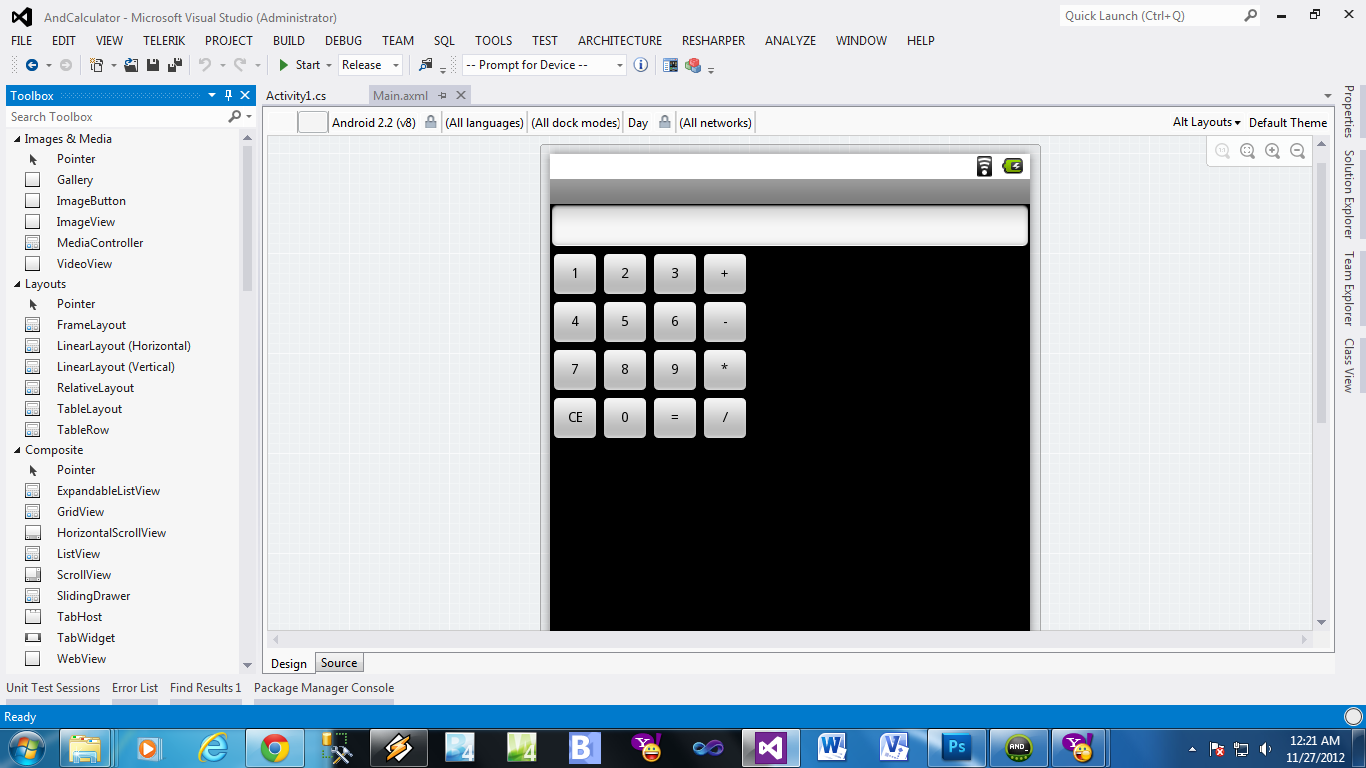 AndCalculator - Microsoft Visual Studio (Administrator)
Quick Launch (Ctrl+Q)
FILE EDIT VIEW TELERIK PROJECT BUILD DEBUG TEAM SQL TOOLS TEST ARCHITECTURE RESHARPER ANALYZE WINDOW HELP
Start Release -- Prompt for Device --
Toolbox
Search Toolbox
Images & Media
Pointer
Gallery
ImageButton
ImageView
MediaController
VideoView
Layouts
Pointer
FrameLayout
LinearLayout (Horizontal)
LinearLayout (Vertical)
RelativeLayout
TableLayout
TableRow
Composite
Pointer
ExpandableListView
GridView
HorizontalScrollView
ListView
ScrollView
SlidingDrawer
TabHost
TabWidget
WebView
Activity1.cs Main.axml
Android 2.2 (v8) (All languages) (All dock modes) Day (All networks) Alt Layouts Default Theme
1 2 3 +
4 5 6 -
7 8 9 *
CE 0 = /
Design Source
Properties
Solution Explorer
Team Explorer
Class View
Unit Test Sessions Error List Find Results 1 Package Manager Console
Ready
Ps
AND_
12:21 AM
11/27/2012